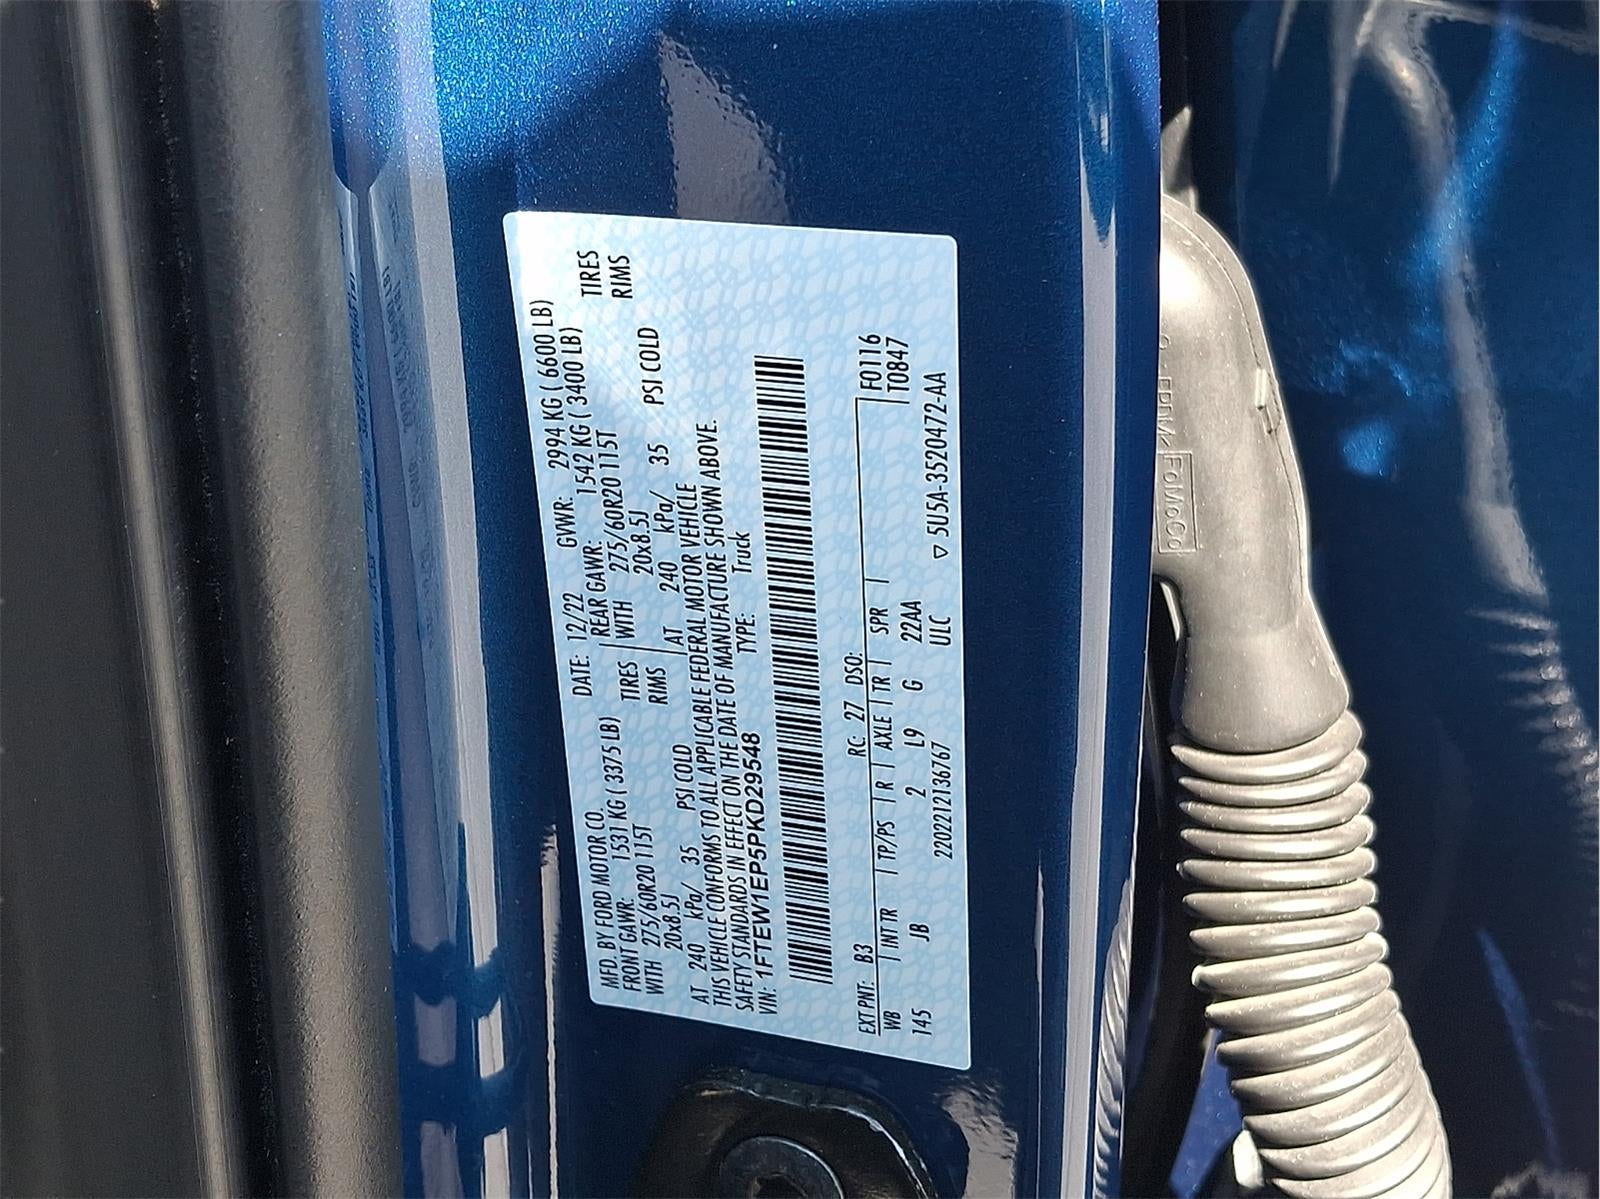 MFD. BY FORD MOTOR CO.
DATE: 12/22
GVWR: 2994 KG ( 6600 LB)
FRONT GAWR: 1531 KG ( 3375 LB)
REAR GAWR: 1542 KG ( 3400 LB)
WITH 275/60R20 115T TIRES
WITH 275/60R20 115T TIRES
20x8.5J RIMS
20x8.5J RIMS
AT 240 kPa/ 35 PSI COLD
AT 240 kPa/ 35 PSI COLD
THIS VEHICLE CONFORMS TO ALL APPLICABLE FEDERAL MOTOR VEHICLE
SAFETY STANDARDS IN EFFECT ON THE DATE OF MANUFACTURE SHOWN ABOVE.
VIN: 1FTEW1EP5PKD29548
TYPE: Truck
EXT PNT: B3 RC: 27 DSO: F0116
WB INT TR TP/PS R AXLE TR SPR T0847
145 JB 2 L9 G 22AA
2202212136767 ULC ▽ 5U5A-3520472-AA
FoMoCo